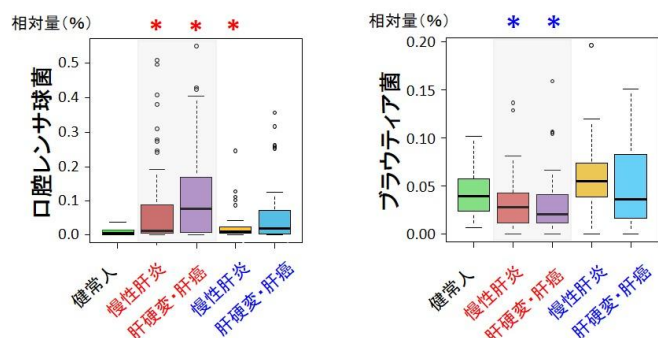 相対量(%)
* * *
口腔レンサ球菌
0.5
0.4
0.3
0.2
0.1
0.0
健常人
慢性肝炎
肝硬変・肝癌
慢性肝炎
肝硬変・肝癌
相対量(%)
* *
ブラウティア菌
0.20
0.15
0.10
0.05
0.00
健常人
慢性肝炎
肝硬変・肝癌
慢性肝炎
肝硬変・肝癌